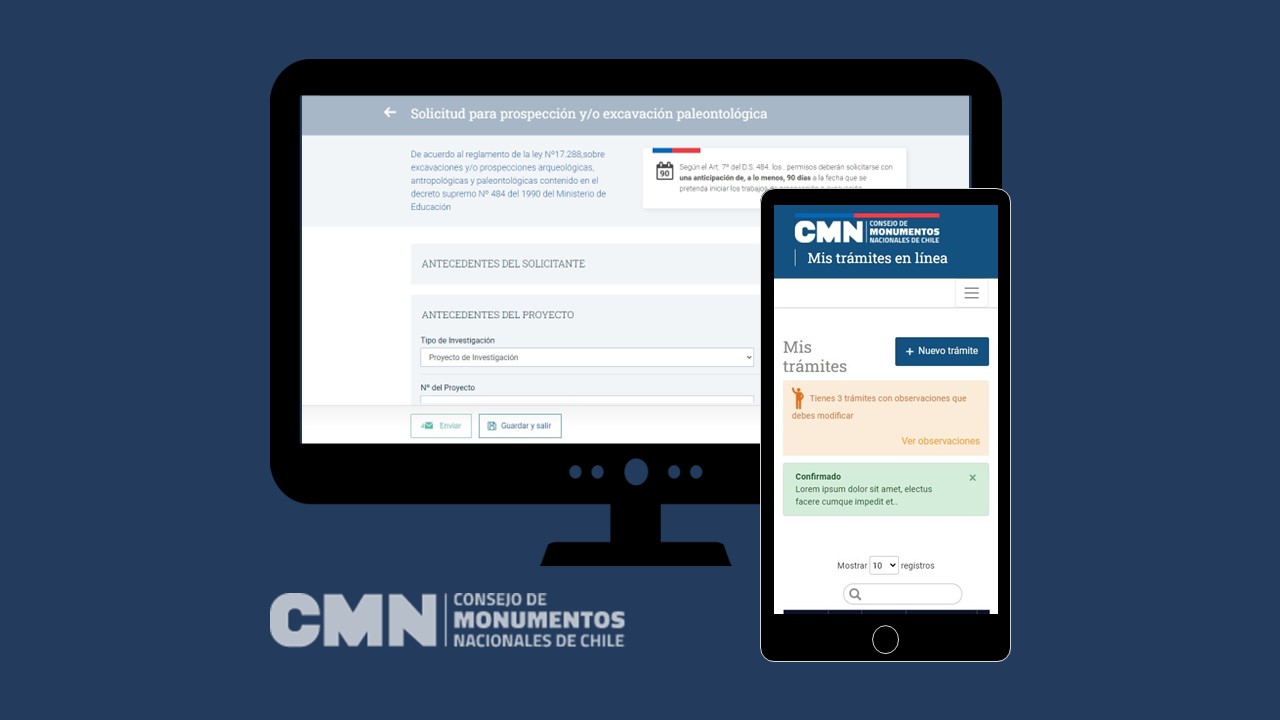 Solicitud para prospección y/o excavación paleontológica
De acuerdo al reglamento de la ley Nº17.288,sobre
excavaciones y/o prospecciones arqueológicas,
antropológicas y paleontológicas contenido en el
decreto supremo Nº 484 del 1990 del Ministerio de
Educación
90
Según el Art. 7º del D.S. 484. los . permisos deberán solicitarse con
una anticipación de, a lo menos, 90 días a la fecha que se
pretenda iniciar los trabajos de
ANTECEDENTES DEL SOLICITANTE
ANTECEDENTES DEL PROYECTO
Tipo de Investigación
Proyecto de Investigación
Nº del Proyecto
Enviar
Guardar y salir
CMN
CONSEJO DE
MONUMENTOS
NACIONALES DE CHILE
Mis trámites en línea
Mis
trámites
+ Nuevo trámite
Tienes 3 trámites con observaciones que
debes modificar
Ver observaciones
Confirmado
×
Lorem ipsum dolor sit amet, electus
facere cumque impedit et..
Mostrar 10 registros
CMN
CONSEJO DE
MONUMENTOS
NACIONALES DE CHILE